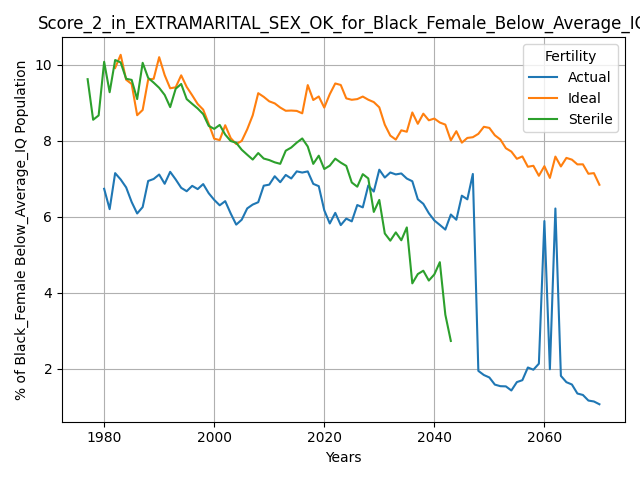 Score_2_in_EXTRAMARITAL_SEX_OK_for_Black_Female_Below_Average_IQ
Fertility
Actual
Ideal
Sterile
% of Black_Female Below_Average_IQ Population
10
8
6
4
2
1980
2000
2020
2040
2060
Years